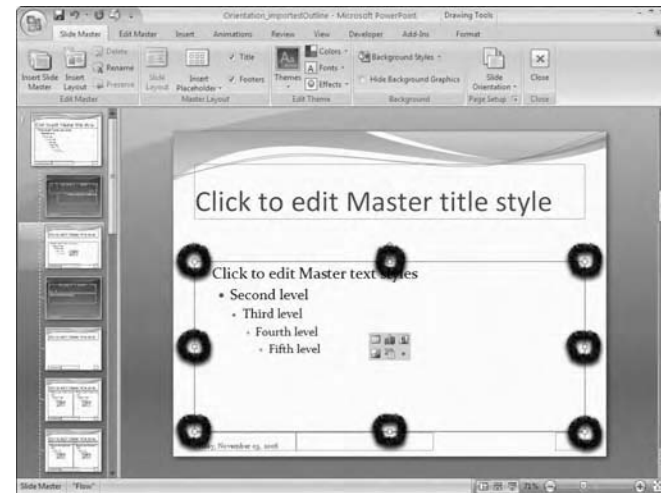 Orientation_importedOutline - Microsoft PowerPoint
Drawing Tools
Slide Master
Edit Master
Insert
Animations
Review
View
Developer
Add-Ins
Format
Insert Slide Master
Insert Layout
Delete
Rename
Preserve
Edit Master
Slide Layout
Insert Placeholder
Title
Footers
Master Layout
Themes
Colors
Fonts
Effects
Edit Theme
Background Styles
Hide Background Graphics
Background
Slide Orientation
Page Setup
Close
Close
Click to edit Master title style
Click to edit Master text styles
• Second level
• Third level
• Fourth level
• Fifth level
November 03, 2008
Slide Master
"Flow"
71%